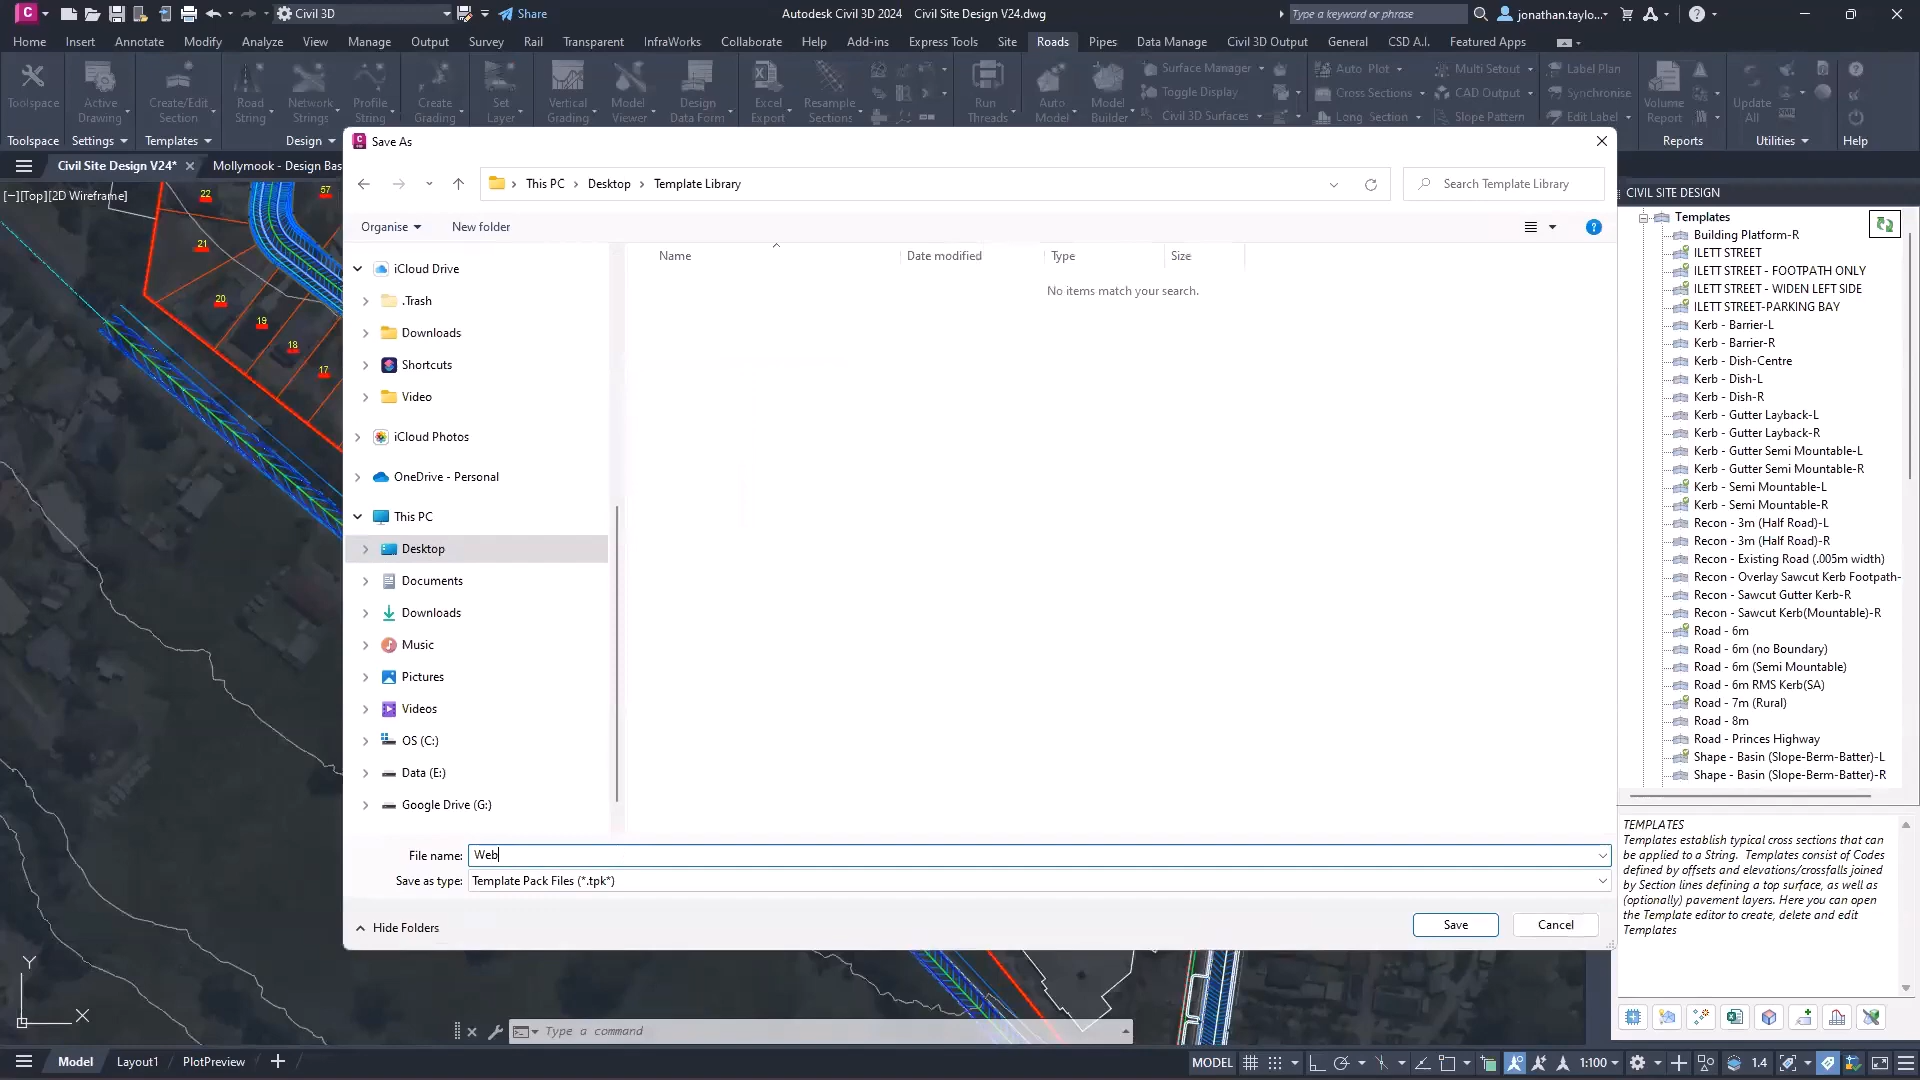 C
Civil 3D
Share
Autodesk Civil 3D 2024 Civil Site Design V24.dwg
Type a keyword or phrase
jonathan.taylo...
Home Insert Annotate Modify Analyze View Manage Output Survey Rail Transparent InfraWorks Collaborate Help Add-ins Express Tools Site Roads Pipes Data Manage Civil 3D Output General CSD A.I. Featured Apps
Toolspace
Active Drawing
Create/Edit Section
Road String
Network Strings
Profile String
Create Grading
Set Layer
Vertical Grading
Model Viewer
Design Data Form
Excel Export
Resample Sections
Run Threads
Auto Model
Model Builder
Surface Manager
Toggle Display
Civil 3D Surfaces
Auto Plot
Cross Sections
Long Section
Multi Setout
CAD Output
Slope Pattern
Label Plan
Synchronise
Edit Label
Volume Report
Update All
Toolspace Settings Templates Design Reports Utilities Help
Civil Site Design V24* Mollymook - Design Bas
[−][Top][2D Wireframe]
22
57
21
20
19
18
17
Save As
This PC Desktop Template Library
Search Template Library
Organise New folder
Name Date modified Type Size
No items match your search.
iCloud Drive
.Trash
Downloads
Shortcuts
Video
iCloud Photos
OneDrive - Personal
This PC
Desktop
Documents
Downloads
Music
Pictures
Videos
OS (C:)
Data (E:)
Google Drive (G:)
File name: Web
Save as type: Template Pack Files (*.tpk*)
Hide Folders
Save Cancel
CIVIL SITE DESIGN
Templates
Building Platform-R
ILETT STREET
ILETT STREET - FOOTPATH ONLY
ILETT STREET - WIDEN LEFT SIDE
ILETT STREET-PARKING BAY
Kerb - Barrier-L
Kerb - Barrier-R
Kerb - Dish-Centre
Kerb - Dish-L
Kerb - Dish-R
Kerb - Gutter Layback-L
Kerb - Gutter Layback-R
Kerb - Gutter Semi Mountable-L
Kerb - Gutter Semi Mountable-R
Kerb - Semi Mountable-L
Kerb - Semi Mountable-R
Recon - 3m (Half Road)-L
Recon - 3m (Half Road)-R
Recon - Existing Road (.005m width)
Recon - Overlay Sawcut Kerb Footpath-
Recon - Sawcut Gutter Kerb-R
Recon - Sawcut Kerb(Mountable)-R
Road - 6m
Road - 6m (no Boundary)
Road - 6m (Semi Mountable)
Road - 6m RMS Kerb(SA)
Road - 7m (Rural)
Road - 8m
Road - Princes Highway
Shape - Basin (Slope-Berm-Batter)-L
Shape - Basin (Slope-Berm-Batter)-R
TEMPLATES
Templates establish typical cross sections that can
be applied to a String. Templates consist of Codes
defined by offsets and elevations/crossfalls joined
by Section lines defining a top surface, as well as
(optionally) pavement layers. Here you can open
the Template editor to create, delete and edit
Templates
Y
X
Type a command
Model Layout1 PlotPreview
MODEL 1:100 1.4